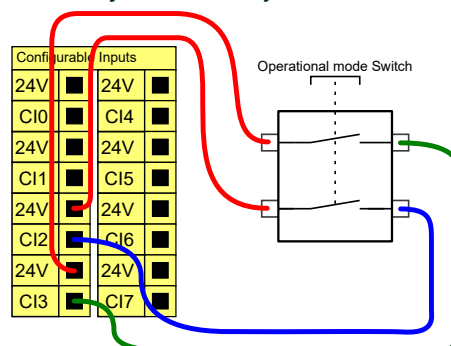 Configurable Inputs
24V 24V
CI0 CI4
24V 24V
CI1 CI5
24V 24V
CI2 CI6
24V 24V
CI3 CI7
Operational mode Switch